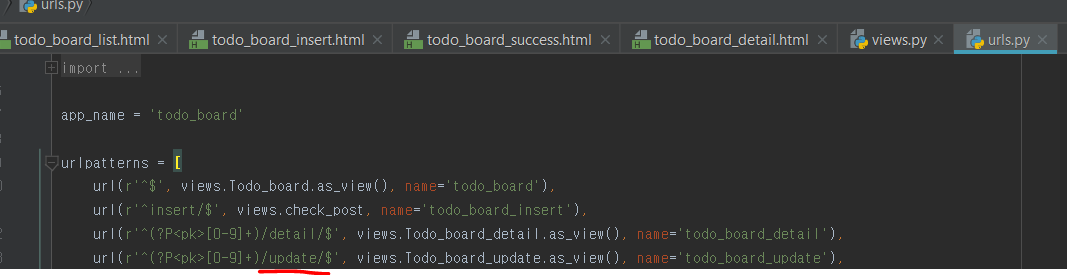 urls.py
todo_board_list.html todo_board_insert.html todo_board_success.html todo_board_detail.html views.py urls.py
import ...
app_name = 'todo_board'
urlpatterns = [
url(r'^$', views.Todo_board.as_view(), name='todo_board'),
url(r'^insert/$', views.check_post, name='todo_board_insert'),
url(r'^(?P<pk>[0-9]+)/detail/$', views.Todo_board_detail.as_view(), name='todo_board_detail'),
url(r'^(?P<pk>[0-9]+)/update/$', views.Todo_board_update.as_view(), name='todo_board_update'),